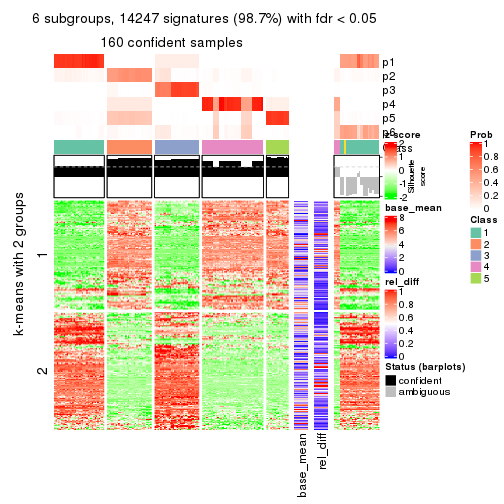 6 subgroups, 14247 signatures (98.7%) with fdr < 0.05
160 confident samples
p1
p2
p3
p4
p5
p6
Class
k-means with 2 groups
1
2
base_mean
rel_diff
Silhouette
score
z-score
2
1
0
-1
-2
base_mean
8
6
4
2
0
rel_diff
1
0.8
0.6
0.4
0.2
0
Status (barplots)
confident
ambiguous
Prob
1
0.8
0.6
0.4
0.2
0
Class
1
2
3
4
5